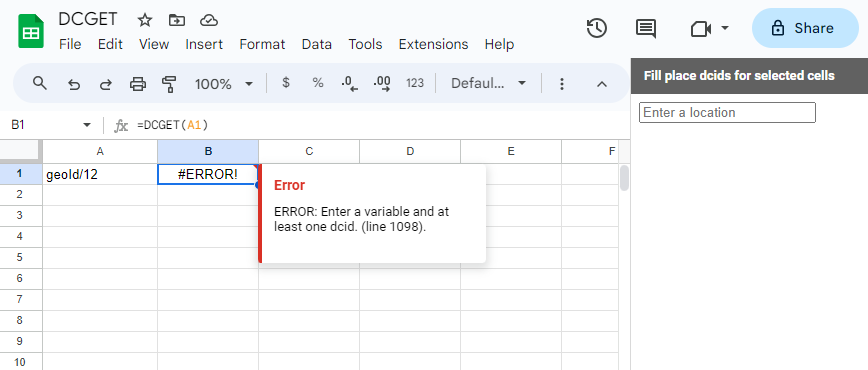 DCGET
File Edit View Insert Format Data Tools Extensions Help
Share
100% $ % .0 .00 123 Defaul...
Fill place dcids for selected cells
Enter a location
B1 fx =DCGET(A1)
A B C D E F
1 geoId/12 #ERROR!
Error
ERROR: Enter a variable and at
least one dcid. (line 1098).
2
3
4
5
6
7
8
9
10